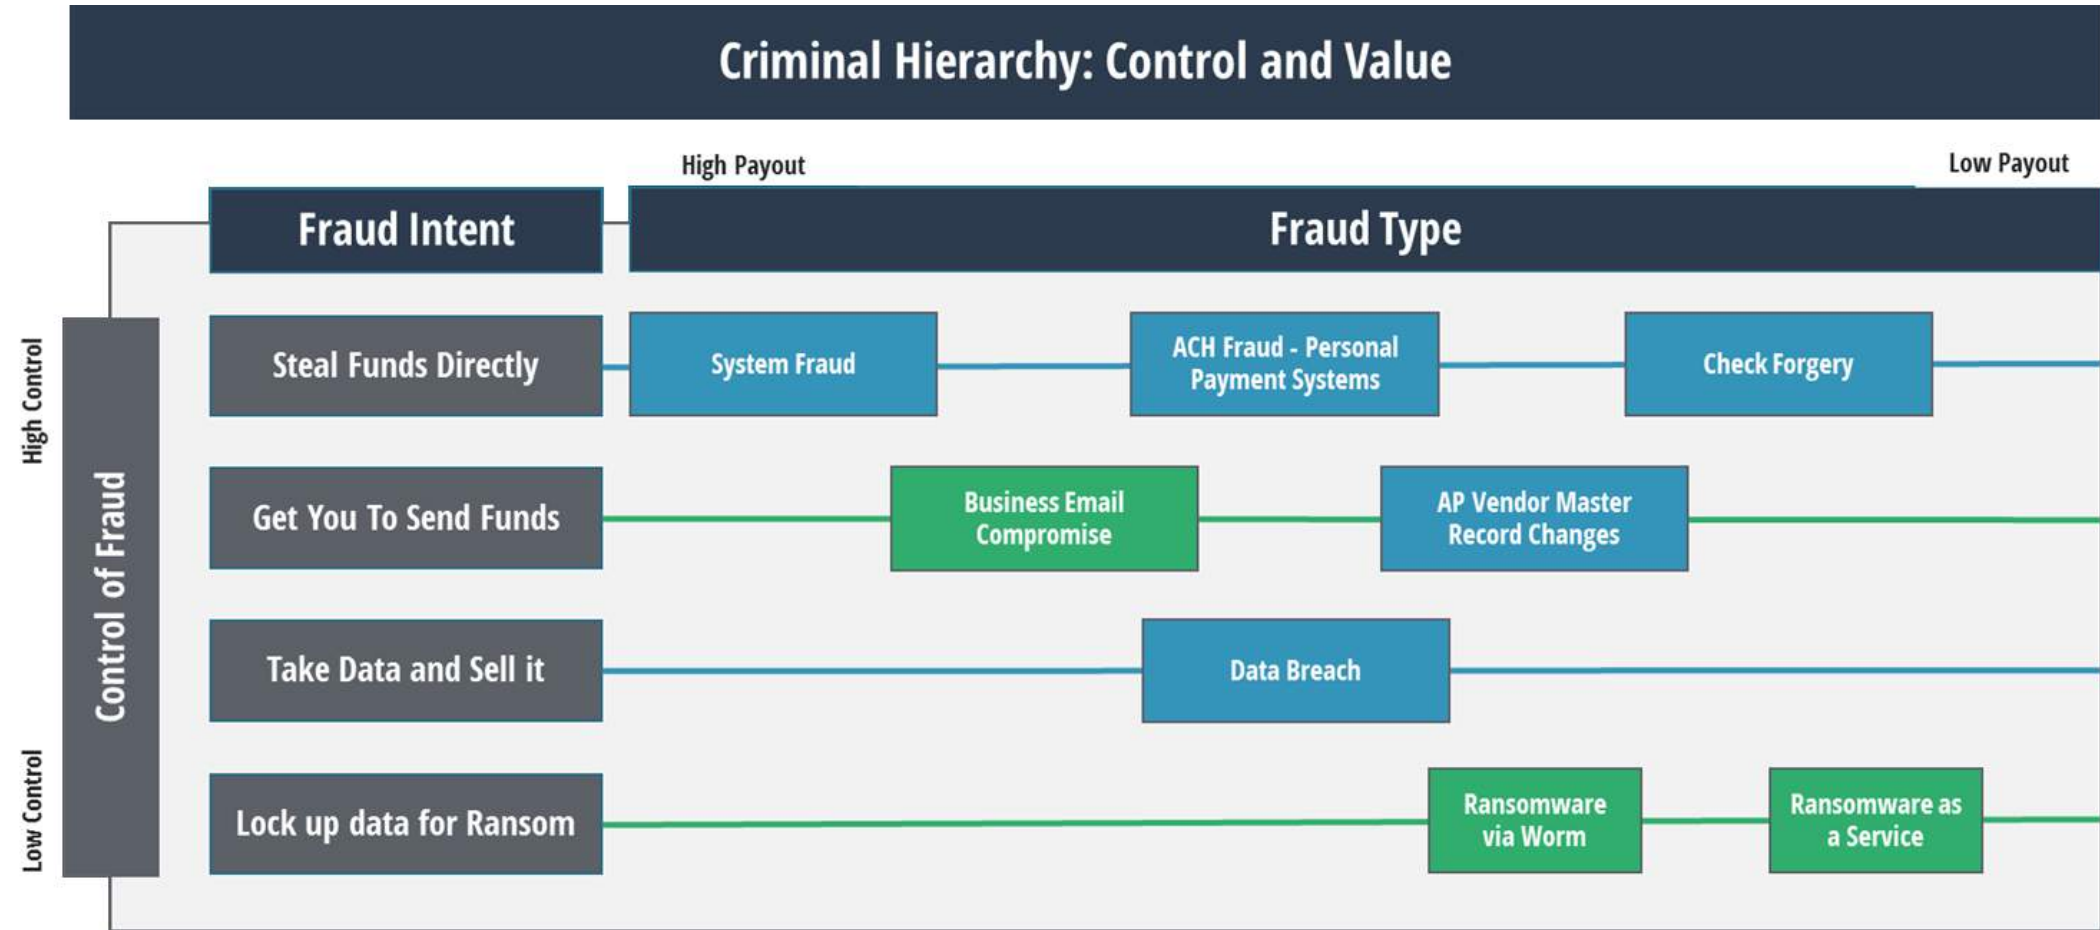 Criminal Hierarchy: Control and Value
High Payout
Low Payout
Fraud Intent
Fraud Type
High Control
Control of Fraud
Low Control
Steal Funds Directly
System Fraud
ACH Fraud - Personal
Payment Systems
Check Forgery
Get You To Send Funds
Business Email
Compromise
AP Vendor Master
Record Changes
Take Data and Sell it
Data Breach
Lock up data for Ransom
Ransomware
via Worm
Ransomware as
a Service